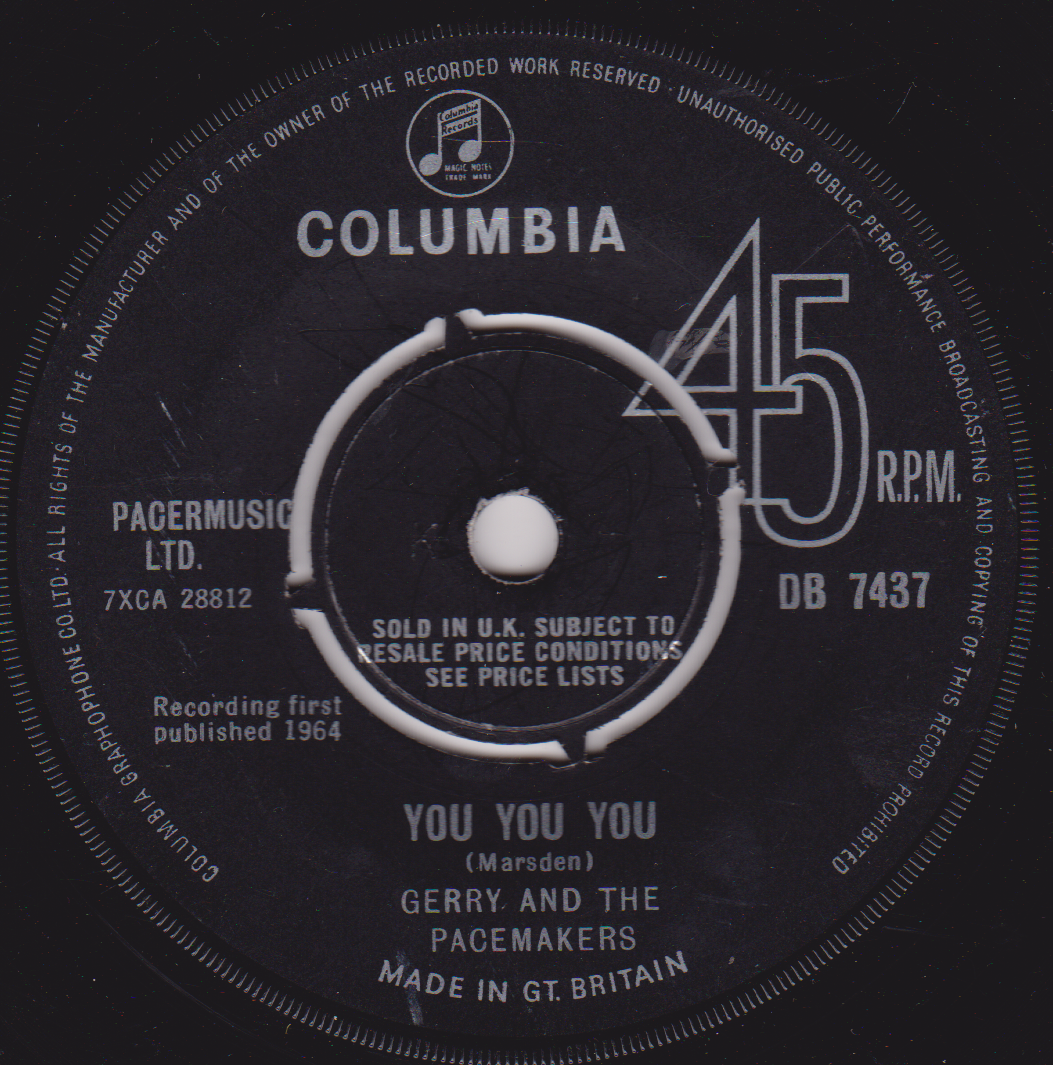 COLUMBIA GRAPHOPHONE CO. LTD. ALL RIGHTS OF THE MANUFACTURER AND OF THE OWNER OF THE RECORDED WORK RESERVED · UNAUTHORISED PUBLIC PERFORMANCE BROADCASTING AND COPYING OF THIS RECORD PROHIBITED
Columbia
Records
MAGIC NOTES
TRADE MARK
COLUMBIA
45
R.P.M.
PACERMUSIC
LTD.
7XCA 28812
DB 7437
SOLD IN U.K. SUBJECT TO
RESALE PRICE CONDITIONS
SEE PRICE LISTS
Recording first
published 1964
YOU YOU YOU
(Marsden)
GERRY AND THE
PACEMAKERS
MADE IN GT. BRITAIN